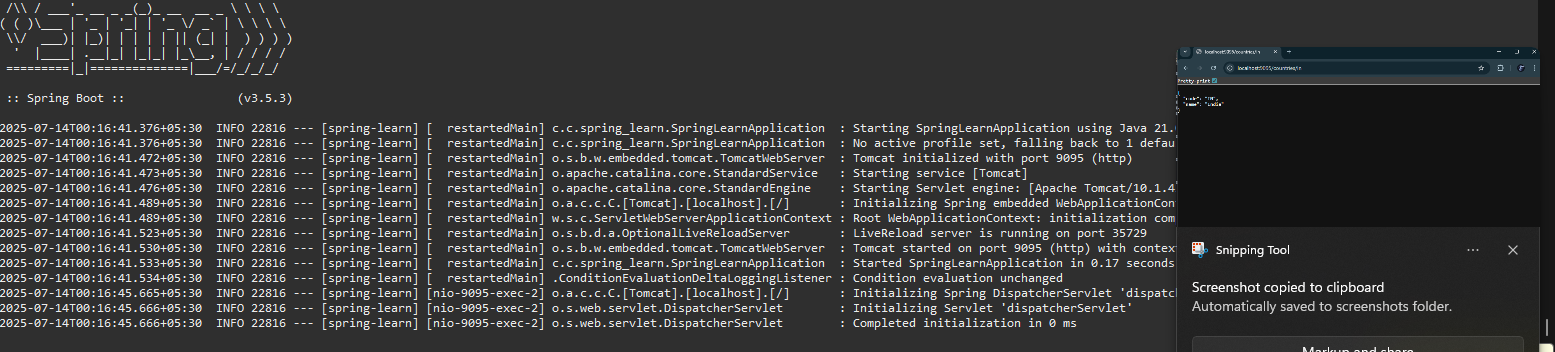 :: Spring Boot ::                (v3.5.3)
2025-07-14T00:16:41.376+05:30  INFO 22816 --- [spring-learn] [  restartedMain] c.c.spring_learn.SpringLearnApplication  : Starting SpringLearnApplication using Java 21.
2025-07-14T00:16:41.376+05:30  INFO 22816 --- [spring-learn] [  restartedMain] c.c.spring_learn.SpringLearnApplication  : No active profile set, falling back to 1 defau
2025-07-14T00:16:41.472+05:30  INFO 22816 --- [spring-learn] [  restartedMain] o.s.b.w.embedded.tomcat.TomcatWebServer  : Tomcat initialized with port 9095 (http)
2025-07-14T00:16:41.473+05:30  INFO 22816 --- [spring-learn] [  restartedMain] o.apache.catalina.core.StandardService   : Starting service [Tomcat]
2025-07-14T00:16:41.476+05:30  INFO 22816 --- [spring-learn] [  restartedMain] o.apache.catalina.core.StandardEngine    : Starting Servlet engine: [Apache Tomcat/10.1.4
2025-07-14T00:16:41.489+05:30  INFO 22816 --- [spring-learn] [  restartedMain] o.a.c.c.C.[Tomcat].[localhost].[/]       : Initializing Spring embedded WebApplicationCon
2025-07-14T00:16:41.489+05:30  INFO 22816 --- [spring-learn] [  restartedMain] w.s.c.ServletWebServerApplicationContext : Root WebApplicationContext: initialization com
2025-07-14T00:16:41.523+05:30  INFO 22816 --- [spring-learn] [  restartedMain] o.s.b.d.a.OptionalLiveReloadServer       : LiveReload server is running on port 35729
2025-07-14T00:16:41.530+05:30  INFO 22816 --- [spring-learn] [  restartedMain] o.s.b.w.embedded.tomcat.TomcatWebServer  : Tomcat started on port 9095 (http) with contex
2025-07-14T00:16:41.533+05:30  INFO 22816 --- [spring-learn] [  restartedMain] c.c.spring_learn.SpringLearnApplication  : Started SpringLearnApplication in 0.17 seconds
2025-07-14T00:16:41.534+05:30  INFO 22816 --- [spring-learn] [  restartedMain] .ConditionEvaluationDeltaLoggingListener : Condition evaluation unchanged
2025-07-14T00:16:45.665+05:30  INFO 22816 --- [spring-learn] [nio-9095-exec-2] o.a.c.c.C.[Tomcat].[localhost].[/]       : Initializing Spring DispatcherServlet 'dispatc
2025-07-14T00:16:45.666+05:30  INFO 22816 --- [spring-learn] [nio-9095-exec-2] o.s.web.servlet.DispatcherServlet        : Initializing Servlet 'dispatcherServlet'
2025-07-14T00:16:45.666+05:30  INFO 22816 --- [spring-learn] [nio-9095-exec-2] o.s.web.servlet.DispatcherServlet        : Completed initialization in 0 ms
localhost:9095/countries/in
localhost:9095/countries/in
Pretty-print
"code": "IN",
"name": "India"
Snipping Tool
Screenshot copied to clipboard
Automatically saved to screenshots folder.
Markup and share